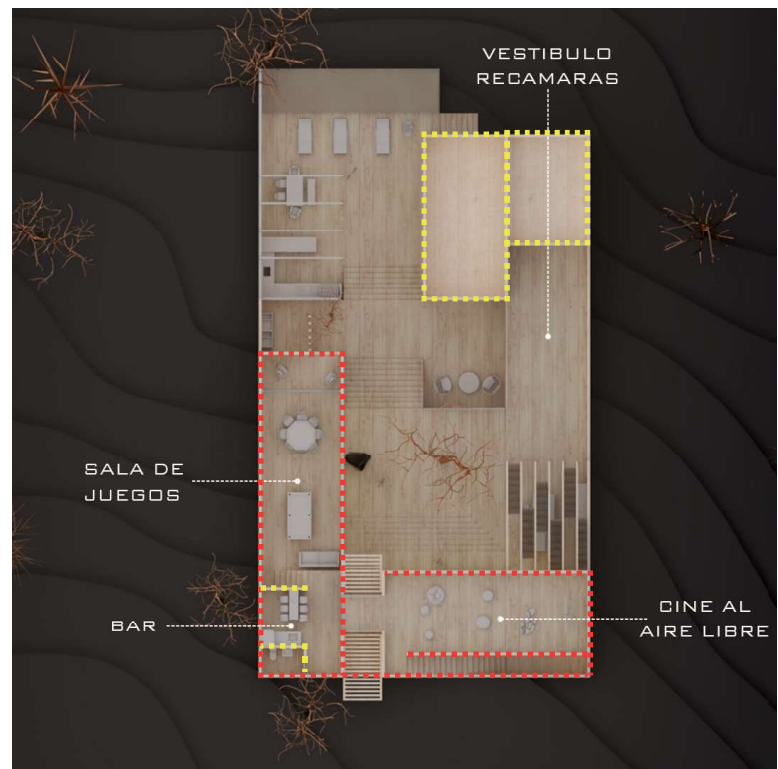 VESTIBULO
RECAMARAS
SALA DE
JUEGOS
BAR
CINE AL
AIRE LIBRE